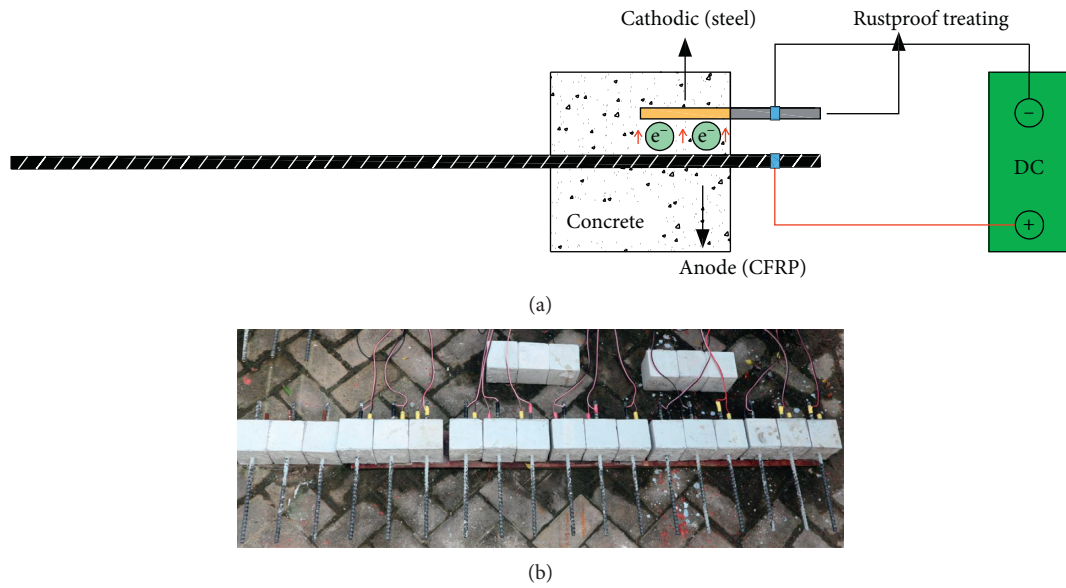 Cathodic (steel)
Rustproof treating
e⁻ e⁻
−
DC
+
Concrete
Anode (CFRP)
(a)
(b)